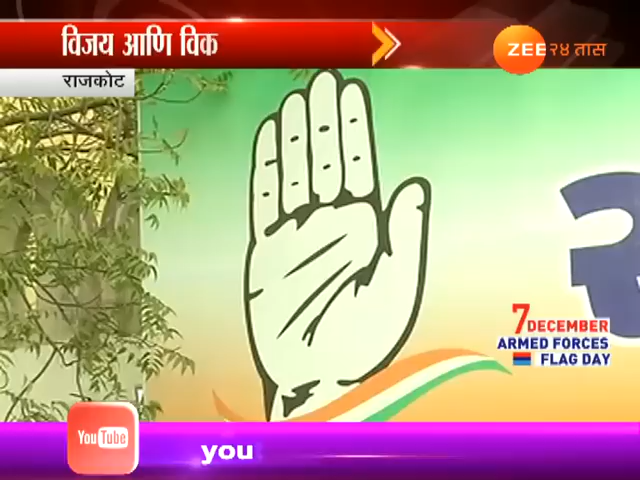 विजय आणि विक
ZEE २४ तास
राजकोट
7 DECEMBER
ARMED FORCES
FLAG DAY
YouTube
you